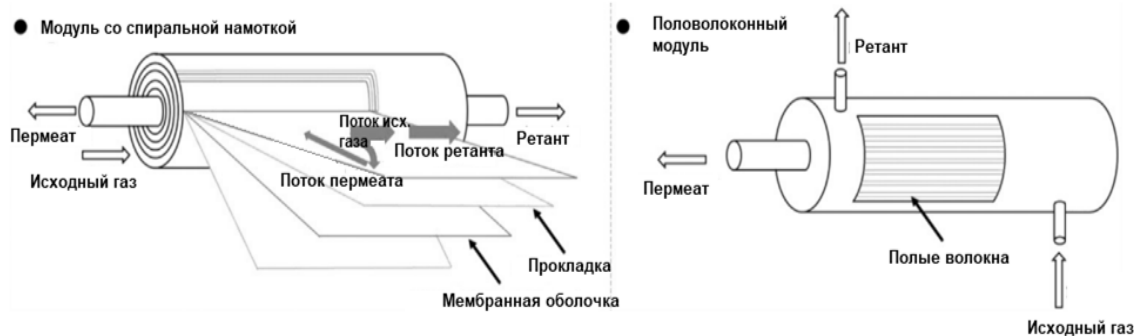 Модуль со спиральной намоткой
Пермеат
Исходный газ
Поток исх.
газа
Поток ретанта
Поток пермеата
Ретант
Прокладка
Мембранная оболочка
Половолоконный
модуль
Ретант
Пермеат
Полые волокна
Исходный газ